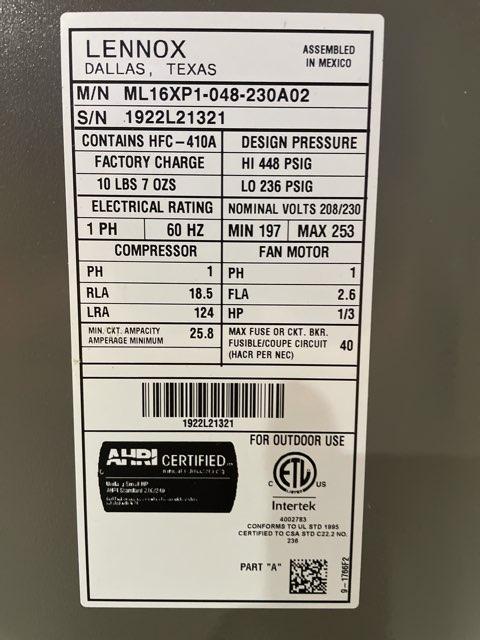 LENNOX
DALLAS, TEXAS
ASSEMBLED
IN MEXICO
M/N ML16XP1-048-230A02
S/N 1922L21321
CONTAINS HFC-410A DESIGN PRESSURE
FACTORY CHARGE HI 448 PSIG
10 LBS 7 OZS LO 236 PSIG
ELECTRICAL RATING NOMINAL VOLTS 208/230
1 PH 60 HZ MIN 197 MAX 253
COMPRESSOR FAN MOTOR
PH 1 PH 1
RLA 18.5 FLA 2.6
LRA 124 HP 1/3
MIN. CKT. AMPACITY
AMPERAGE MINIMUM
25.8
MAX FUSE OR CKT. BKR.
FUSIBLE/COUPE CIRCUIT
(HACR PER NEC)
40
1922L21321
FOR OUTDOOR USE
AHRI CERTIFIED
C ETL US
Intertek
4002783
CONFORMS TO UL STD 1995
CERTIFIED TO CSA STD C22.2 NO.
236
PART "A"
9-1766F2